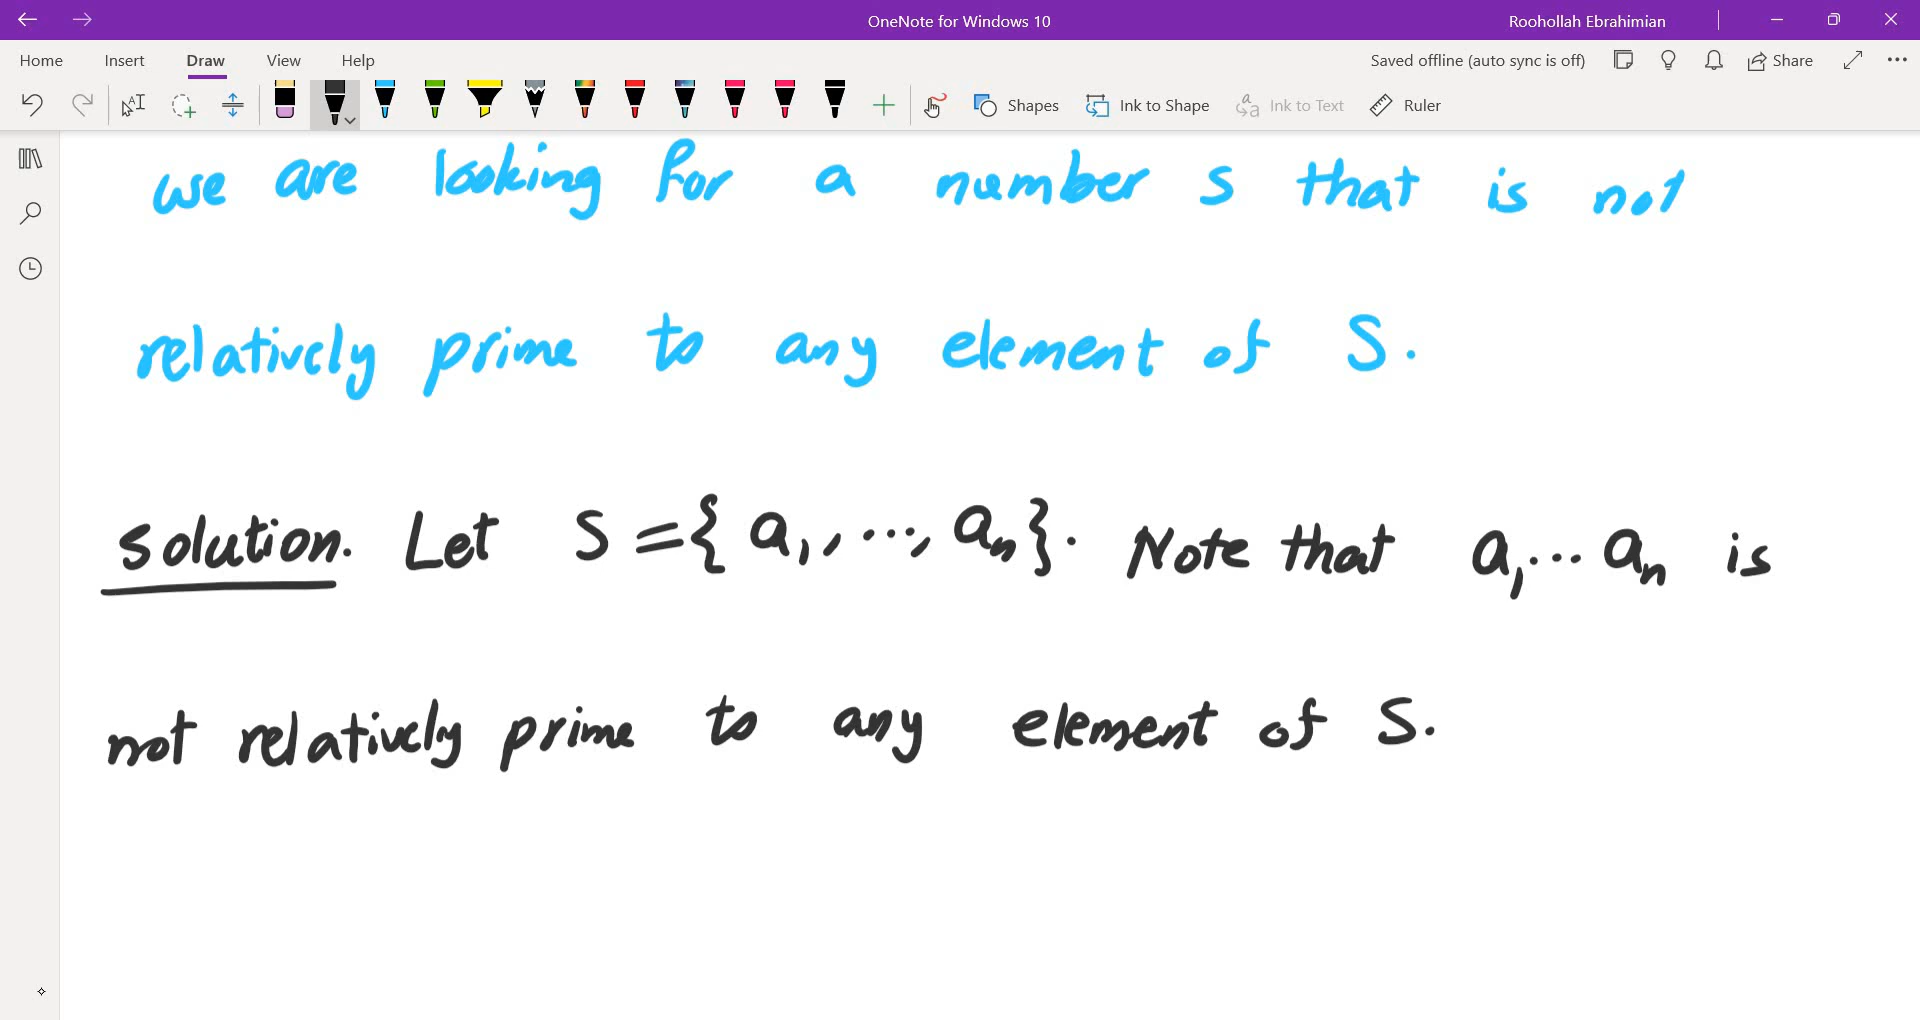 OneNote for Windows 10
Roohollah Ebrahimian
Home Insert Draw View Help
Saved offline (auto sync is off) Share
Shapes Ink to Shape Ink to Text Ruler
we are looking for a number s that is not
relatively prime to any element of S.
Solution. Let S = { a₁, ..., aₙ }. Note that a₁ ... aₙ is
not relatively prime to any element of S.